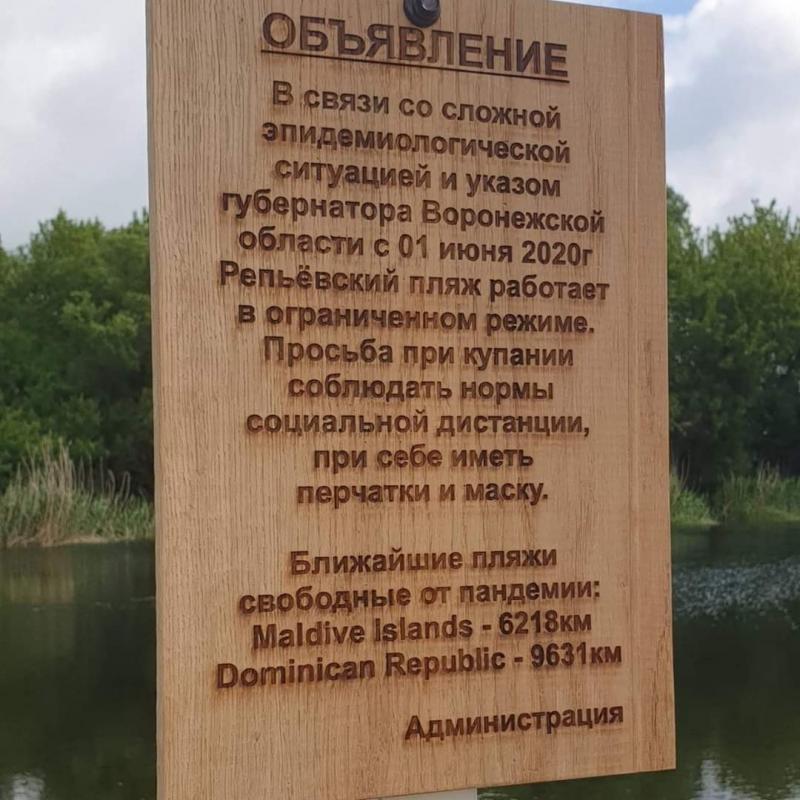 ОБЪЯВЛЕНИЕ
В связи со сложной
эпидемиологической
ситуацией и указом
губернатора Воронежской
области с 01 июня 2020г
Репьёвский пляж работает
в ограниченном режиме.
Просьба при купании
соблюдать нормы
социальной дистанции,
при себе иметь
перчатки и маску.
Ближайшие пляжи
свободные от пандемии:
Maldive Islands - 6218км
Dominican Republic - 9631км
Администрация